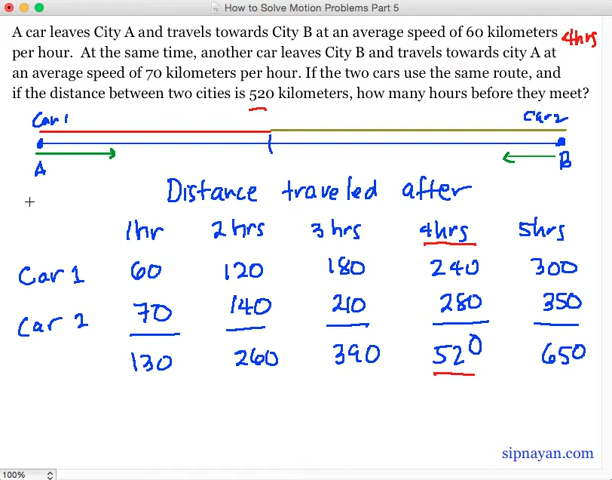 How to Solve Motion Problems Part 5
A car leaves City A and travels towards City B at an average speed of 60 kilometers 4hrs
per hour. At the same time, another car leaves City B and travels towards city A at
an average speed of 70 kilometers per hour. If the two cars use the same route, and
if the distance between two cities is 520 kilometers, how many hours before they meet?
Car 1 Car 2
A B
Distance traveled after
1hr 2 hrs 3 hrs 4hrs 5hrs
Car 1 60 120 180 240 300
Car 2 70 140 210 280 350
130 260 390 520 650
sipnayan.com
100%